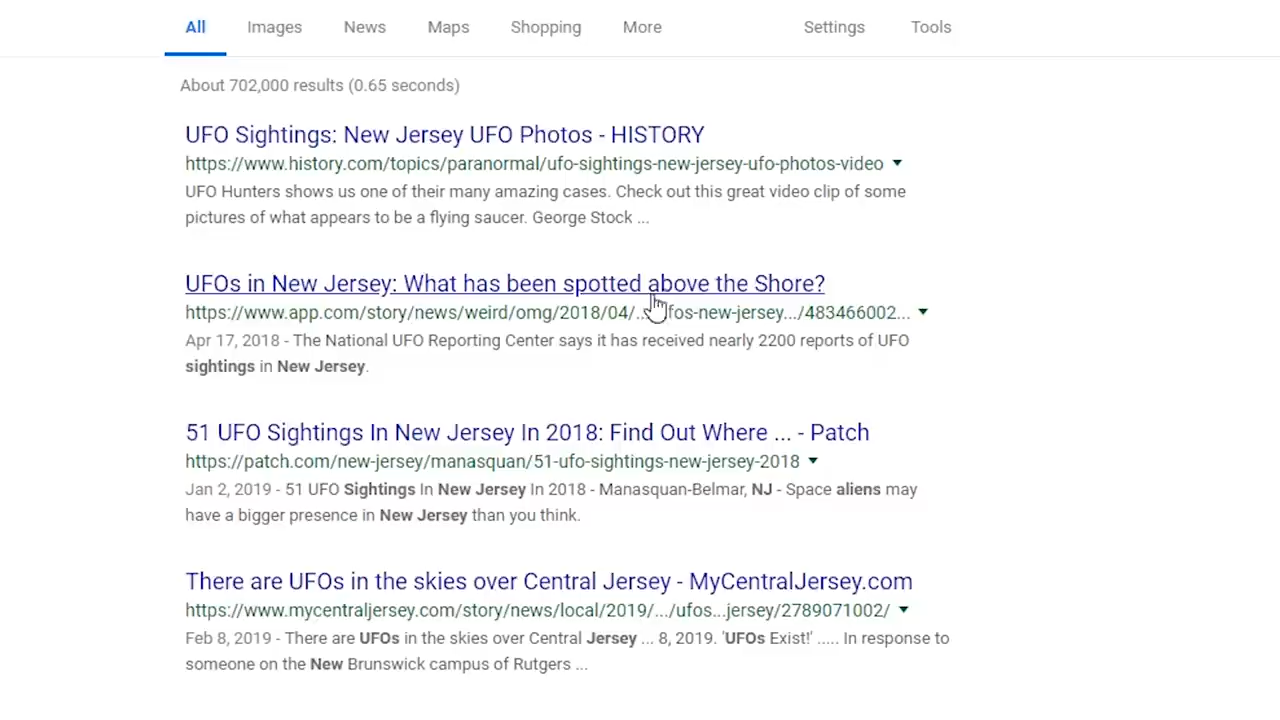 All Images News Maps Shopping More Settings Tools
About 702,000 results (0.65 seconds)
UFO Sightings: New Jersey UFO Photos - HISTORY
https://www.history.com/topics/paranormal/ufo-sightings-new-jersey-ufo-photos-video
UFO Hunters shows us one of their many amazing cases. Check out this great video clip of some
pictures of what appears to be a flying saucer. George Stock ...
UFOs in New Jersey: What has been spotted above the Shore?
https://www.app.com/story/news/weird/omg/2018/04/... fos-new-jersey.../483466002...
Apr 17, 2018 - The National UFO Reporting Center says it has received nearly 2200 reports of UFO
sightings in New Jersey.
51 UFO Sightings In New Jersey In 2018: Find Out Where ... - Patch
https://patch.com/new-jersey/manasquan/51-ufo-sightings-new-jersey-2018
Jan 2, 2019 - 51 UFO Sightings In New Jersey In 2018 - Manasquan-Belmar, NJ - Space aliens may
have a bigger presence in New Jersey than you think.
There are UFOs in the skies over Central Jersey - MyCentralJersey.com
https://www.mycentraljersey.com/story/news/local/2019/.../ufos...jersey/2789071002/
Feb 8, 2019 - There are UFOs in the skies over Central Jersey ... 8, 2019. 'UFOs Exist!' ..... In response to
someone on the New Brunswick campus of Rutgers ...